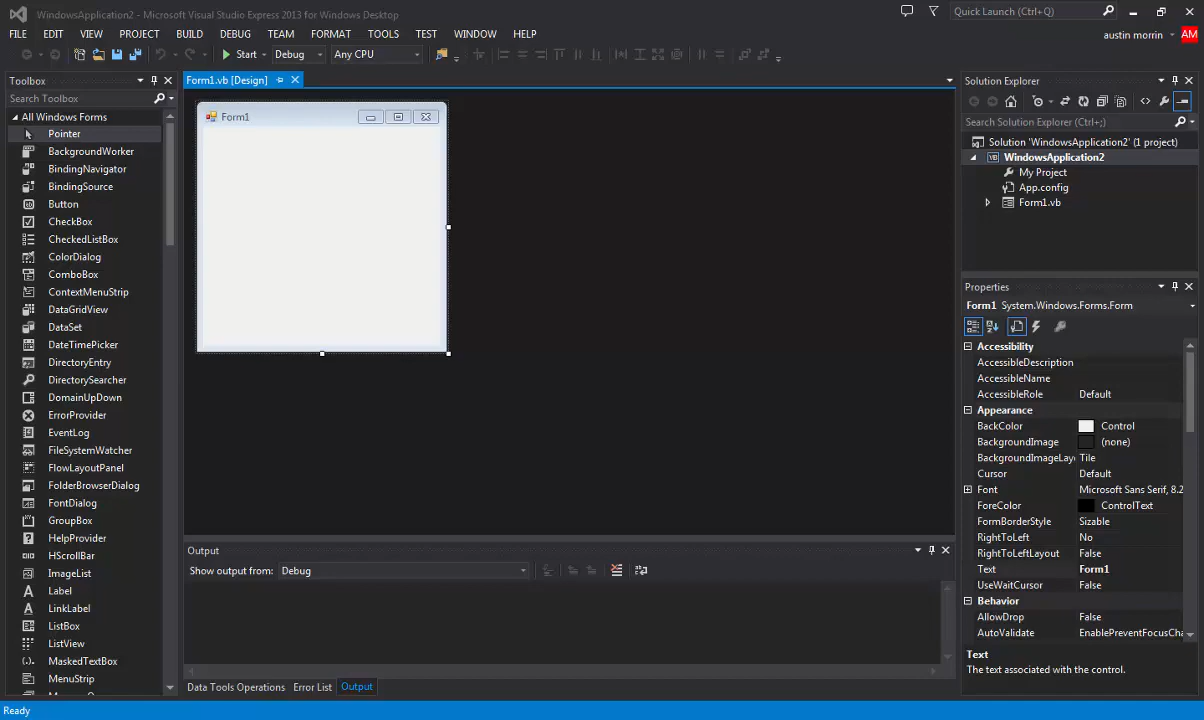 WindowsApplication2 - Microsoft Visual Studio Express 2013 for Windows Desktop
Quick Launch (Ctrl+Q)
FILE EDIT VIEW PROJECT BUILD DEBUG TEAM FORMAT TOOLS TEST WINDOW HELP
austin morrin AM
Start Debug Any CPU
Toolbox
Search Toolbox
All Windows Forms
Pointer
BackgroundWorker
BindingNavigator
BindingSource
Button
CheckBox
CheckedListBox
ColorDialog
ComboBox
ContextMenuStrip
DataGridView
DataSet
DateTimePicker
DirectoryEntry
DirectorySearcher
DomainUpDown
ErrorProvider
EventLog
FileSystemWatcher
FlowLayoutPanel
FolderBrowserDialog
FontDialog
GroupBox
HelpProvider
HScrollBar
ImageList
Label
LinkLabel
ListBox
ListView
MaskedTextBox
MenuStrip
Form1.vb [Design]
Form1
Output
Show output from: Debug
Data Tools Operations Error List Output
Solution Explorer
Search Solution Explorer (Ctrl+;)
Solution 'WindowsApplication2' (1 project)
WindowsApplication2
My Project
App.config
Form1.vb
Properties
Form1 System.Windows.Forms.Form
Accessibility
AccessibleDescription
AccessibleName
AccessibleRole Default
Appearance
BackColor Control
BackgroundImage (none)
BackgroundImageLay Tile
Cursor Default
Font Microsoft Sans Serif, 8.2
ForeColor ControlText
FormBorderStyle Sizable
RightToLeft No
RightToLeftLayout False
Text Form1
UseWaitCursor False
Behavior
AllowDrop False
AutoValidate EnablePreventFocusCha
Text
The text associated with the control.
Ready